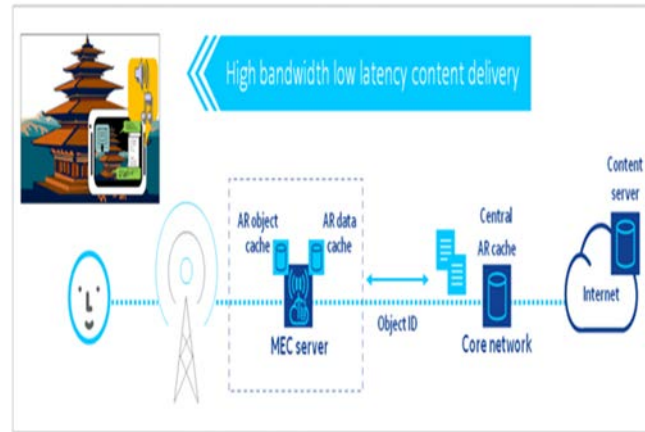 High bandwidth low latency content delivery
Content
server
AR object
cache
AR data
cache
Central
AR cache
Internet
Object ID
MEC server
Core network